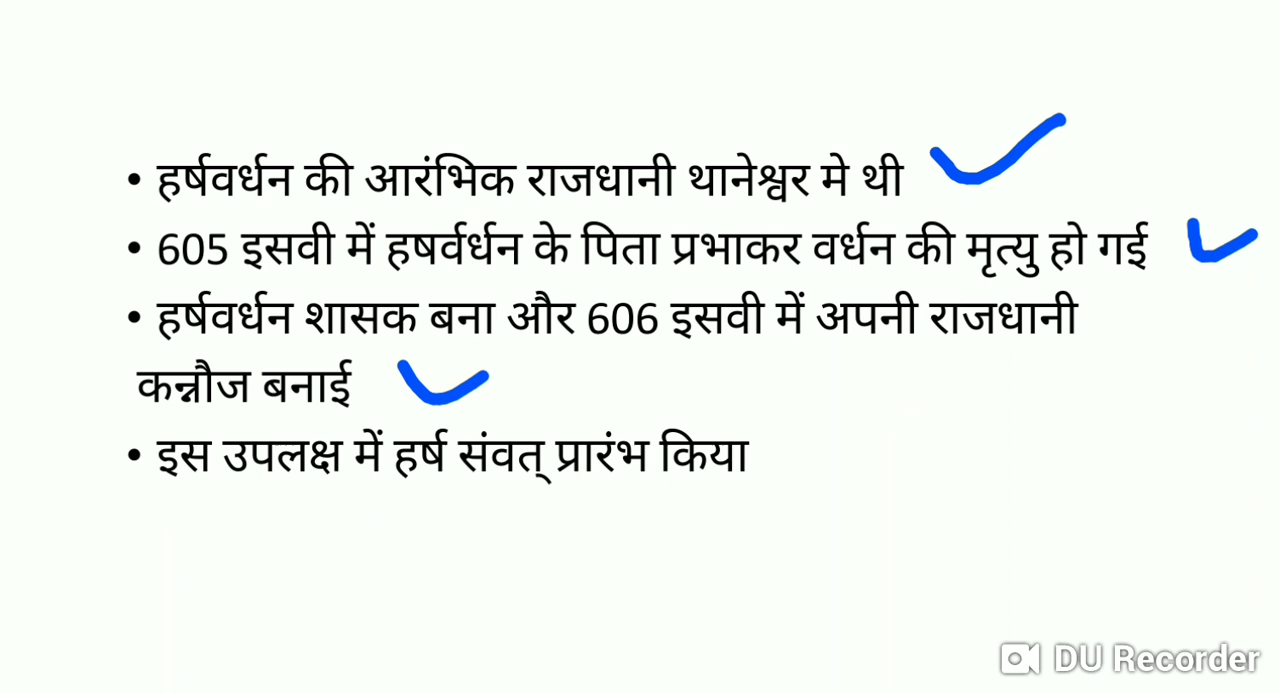 • हर्षवर्धन की आरंभिक राजधानी थानेश्वर मे थी
• 605 इसवी में हषर्वर्धन के पिता प्रभाकर वर्धन की मृत्यु हो गई
• हर्षवर्धन शासक बना और 606 इसवी में अपनी राजधानी
कन्नौज बनाई
• इस उपलक्ष में हर्ष संवत् प्रारंभ किया
DU Recorder